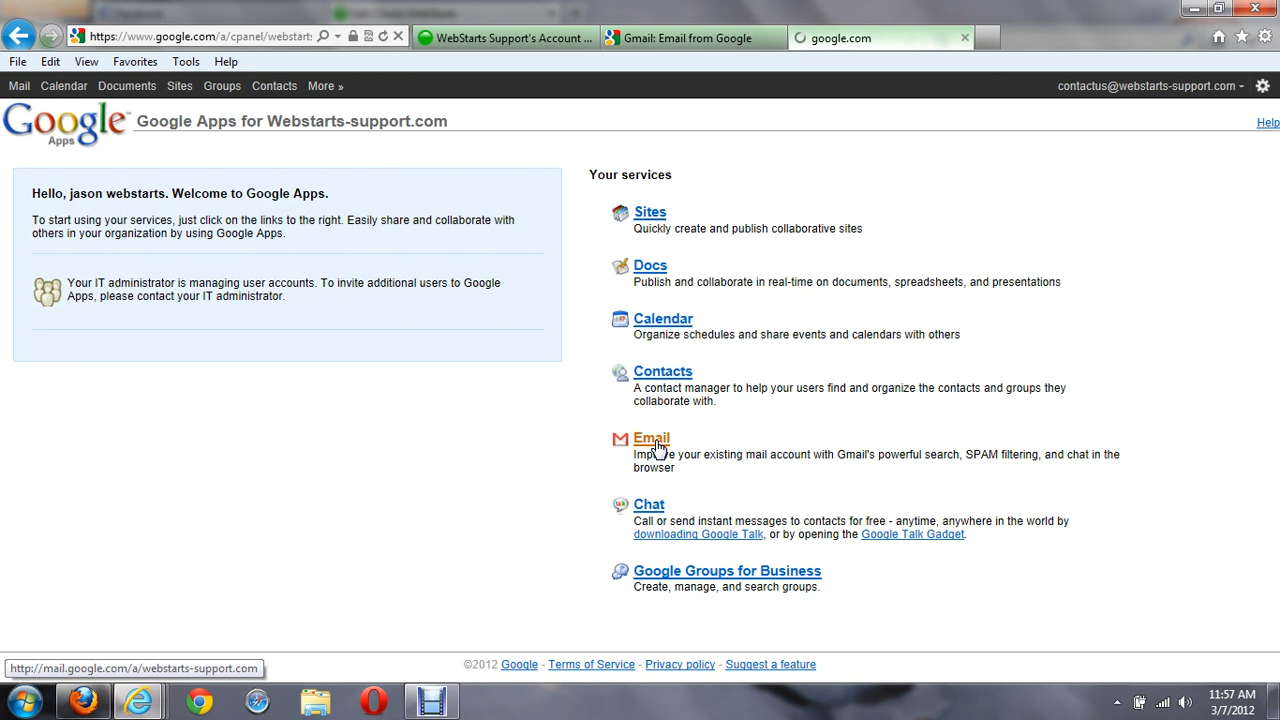 https://www.google.com/a/cpanel/webstarts
WebStarts Support's Account ...
Gmail: Email from Google
google.com
File Edit View Favorites Tools Help
Mail Calendar Documents Sites Groups Contacts More »
contactus@webstarts-support.com
Google Apps
Google Apps for Webstarts-support.com
Help
Hello, jason webstarts. Welcome to Google Apps.
To start using your services, just click on the links to the right. Easily share and collaborate with
others in your organization by using Google Apps.
Your IT administrator is managing user accounts. To invite additional users to Google
Apps, please contact your IT administrator.
Your services
Sites
Quickly create and publish collaborative sites
Docs
Publish and collaborate in real-time on documents, spreadsheets, and presentations
Calendar
Organize schedules and share events and calendars with others
Contacts
A contact manager to help your users find and organize the contacts and groups they
collaborate with.
Email
Improve your existing mail account with Gmail's powerful search, SPAM filtering, and chat in the
browser
Chat
Call or send instant messages to contacts for free - anytime, anywhere in the world by
downloading Google Talk, or by opening the Google Talk Gadget.
Google Groups for Business
Create, manage, and search groups.
http://mail.google.com/a/webstarts-support.com
©2012 Google - Terms of Service - Privacy policy - Suggest a feature
11:57 AM
3/7/2012